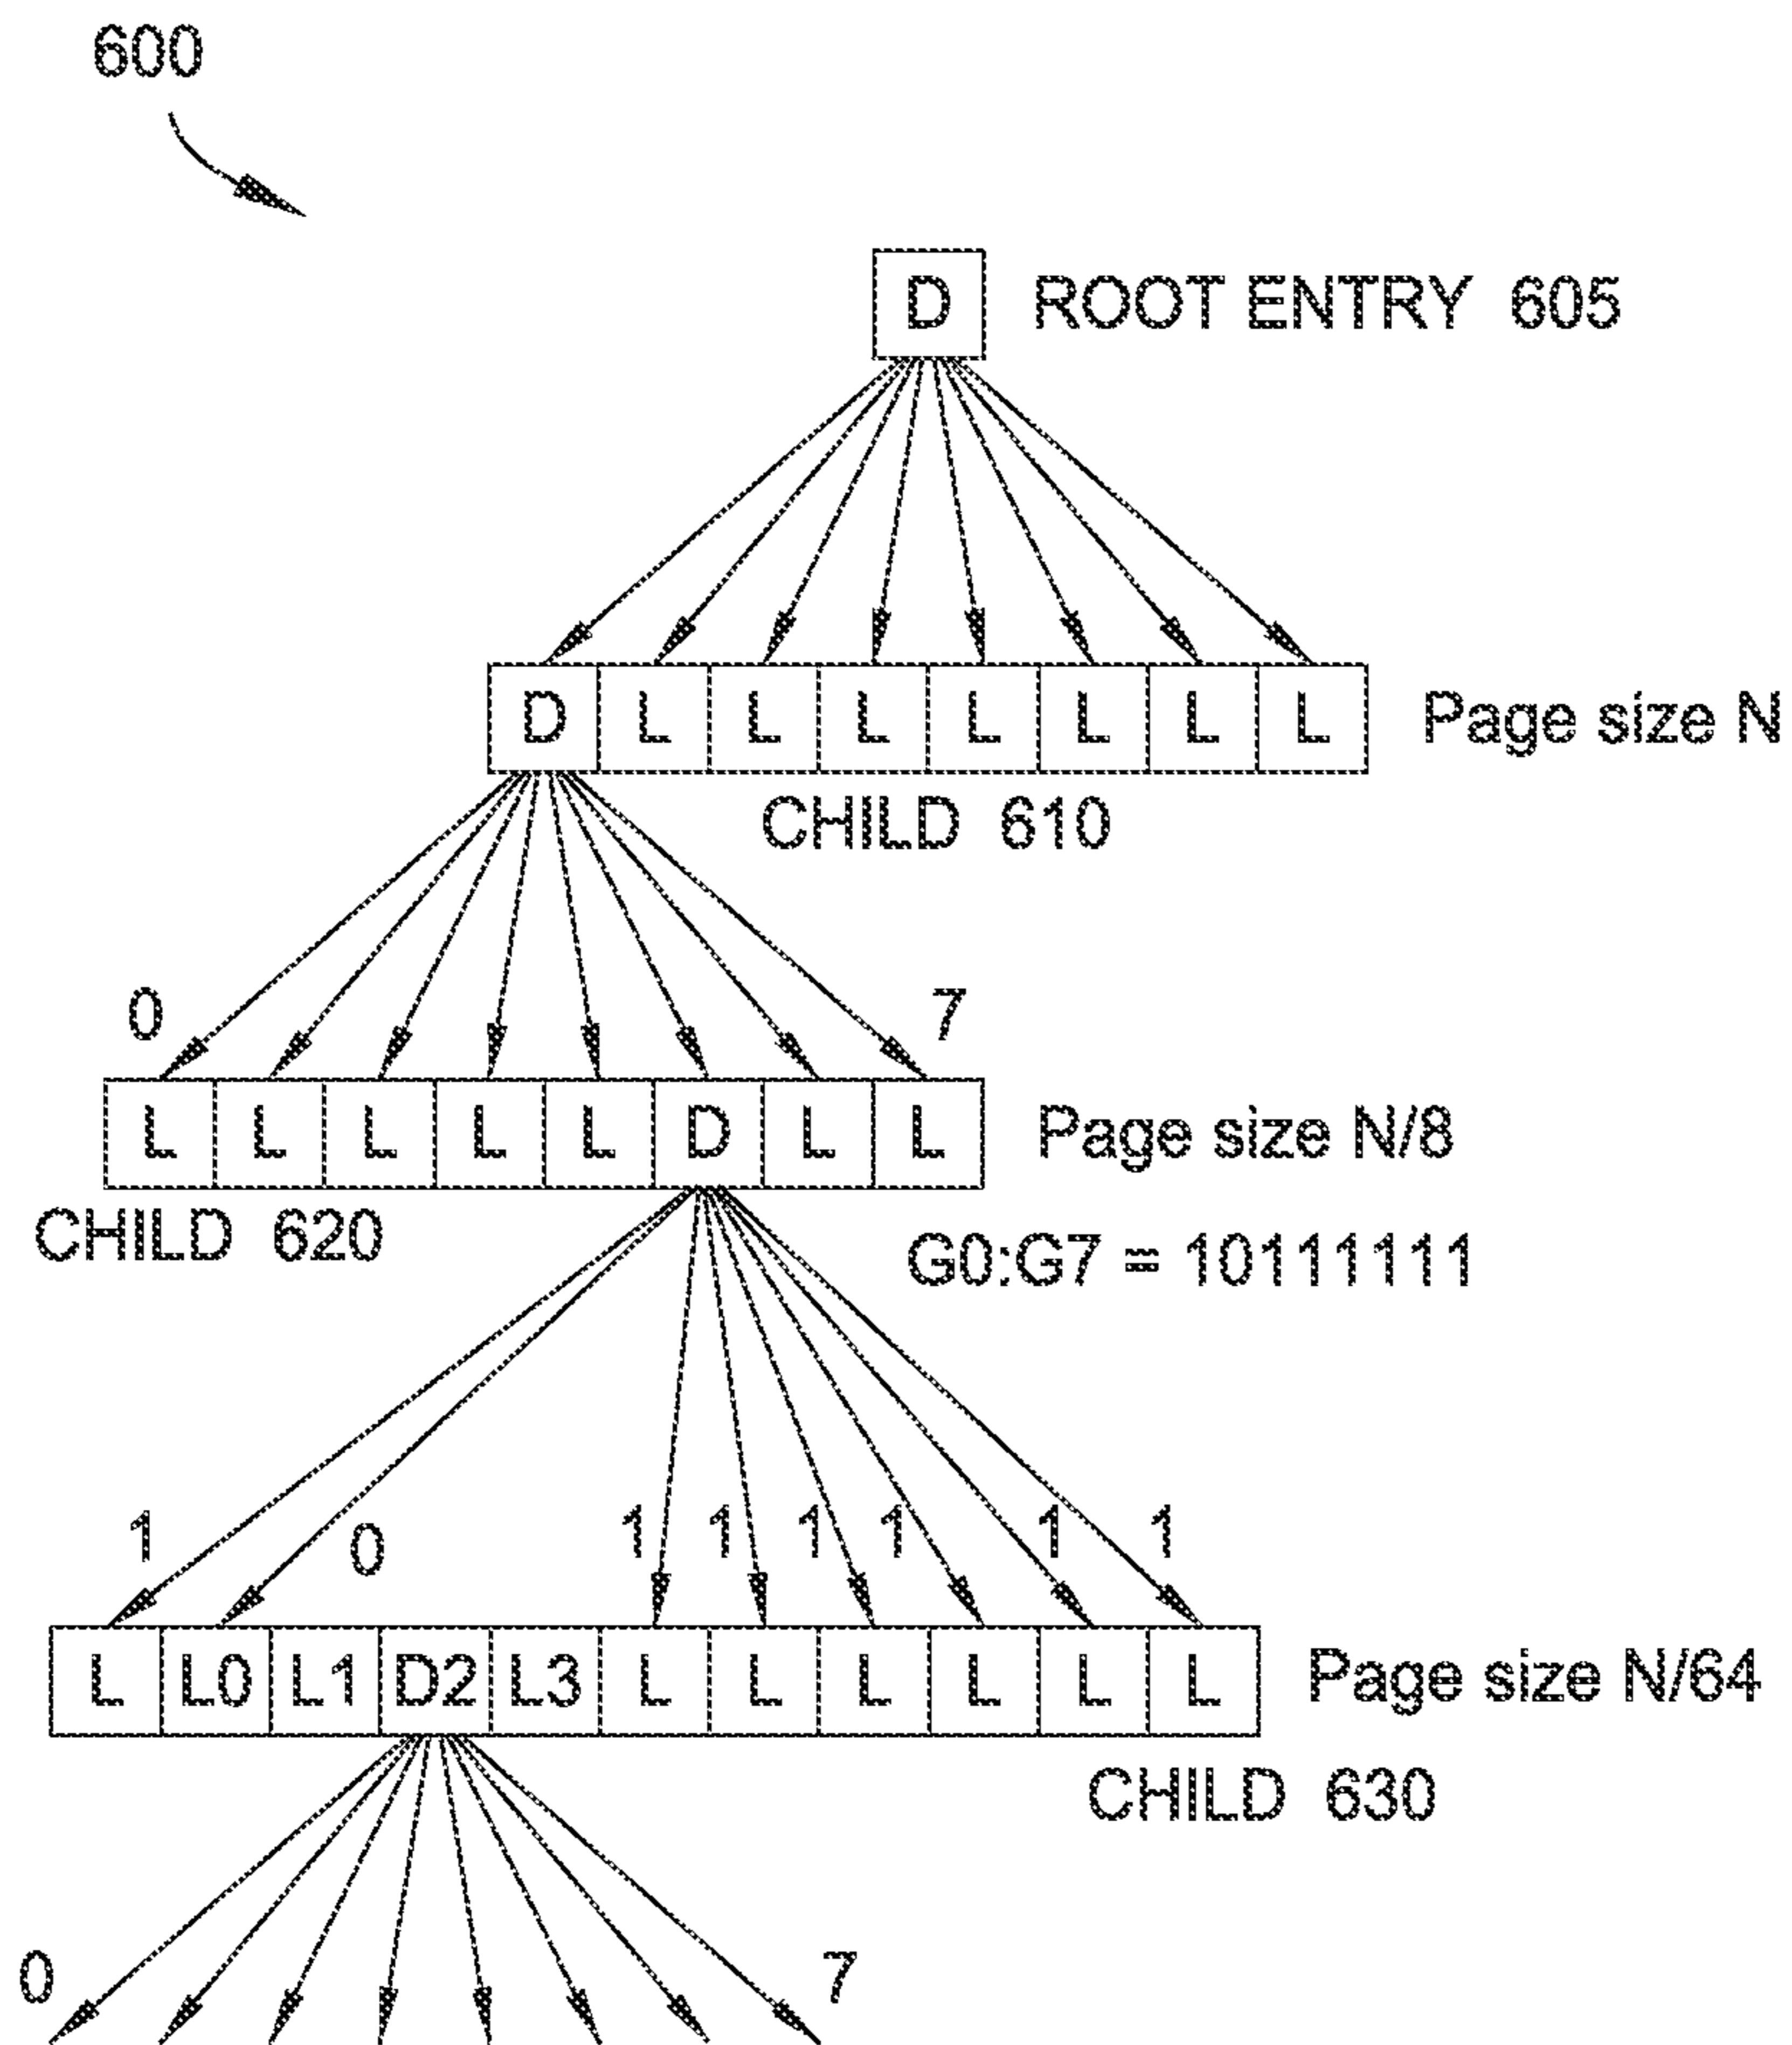 600
D ROOT ENTRY 605
D L L L L L L L Page size N
CHILD 610
0 7
L L L L L D L L Page size N/8
CHILD 620
G0:G7 = 10111111
1 0 1 1 1 1 1 1
L L0 L1 D2 L3 L L L L L L Page size N/64
CHILD 630
0 7